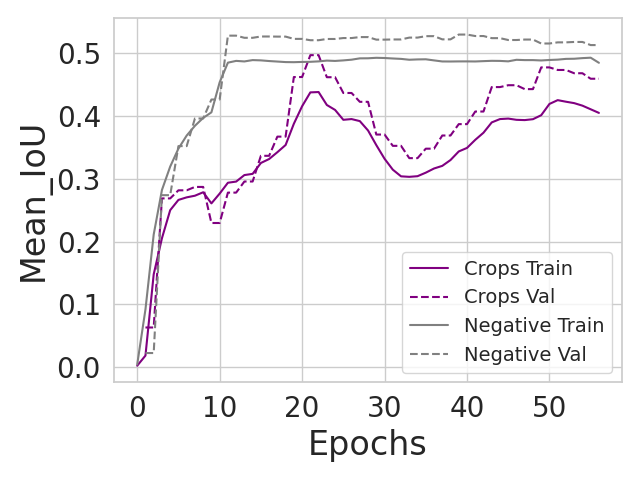 Mean_IoU
0.5
0.4
0.3
0.2
0.1
0.0
0 10 20 30 40 50
Epochs
Crops Train
Crops Val
Negative Train
Negative Val